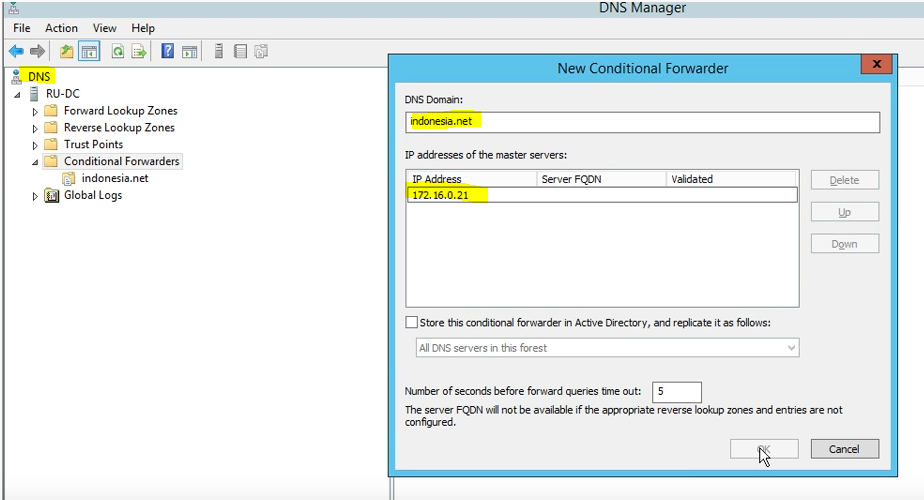 DNS Manager
File Action View Help
DNS
RU-DC
Forward Lookup Zones
Reverse Lookup Zones
Trust Points
Conditional Forwarders
indonesia.net
Global Logs
New Conditional Forwarder
x
DNS Domain:
indonesia.net
IP addresses of the master servers:
IP Address Server FQDN Validated
172.16.0.21
Delete
Up
Down
Store this conditional forwarder in Active Directory, and replicate it as follows:
All DNS servers in this forest
Number of seconds before forward queries time out: 5
The server FQDN will not be available if the appropriate reverse lookup zones and entries are not
configured.
OK Cancel